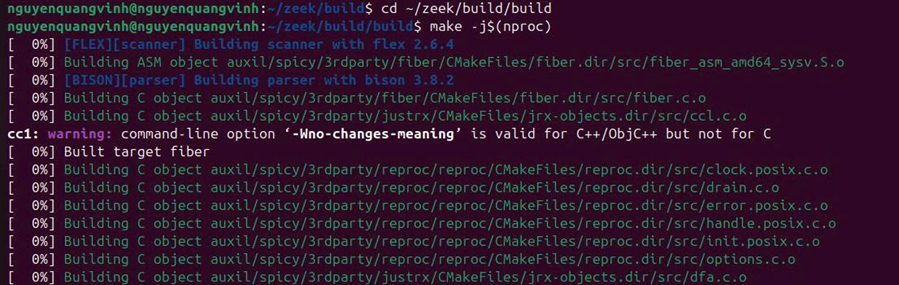 nguyenquangvinh@nguyenquangvinh:~/zeek/build$ cd ~/zeek/build/build
nguyenquangvinh@nguyenquangvinh:~/zeek/build/build$ make -j$(nproc)
[  0%] [FLEX][scanner] Building scanner with flex 2.6.4
[  0%] Building ASM object auxil/spicy/3rdparty/fiber/CMakeFiles/fiber.dir/src/fiber_asm_amd64_sysv.S.o
[  0%] [BISON][parser] Building parser with bison 3.8.2
[  0%] Building C object auxil/spicy/3rdparty/fiber/CMakeFiles/fiber.dir/src/fiber.c.o
[  0%] Building C object auxil/spicy/3rdparty/justrx/CMakeFiles/jrx-objects.dir/src/ccl.c.o
cc1: warning: command-line option ‘-Wno-changes-meaning’ is valid for C++/ObjC++ but not for C
[  0%] Built target fiber
[  0%] Building C object auxil/spicy/3rdparty/reproc/reproc/CMakeFiles/reproc.dir/src/clock.posix.c.o
[  0%] Building C object auxil/spicy/3rdparty/reproc/reproc/CMakeFiles/reproc.dir/src/drain.c.o
[  0%] Building C object auxil/spicy/3rdparty/reproc/reproc/CMakeFiles/reproc.dir/src/error.posix.c.o
[  0%] Building C object auxil/spicy/3rdparty/reproc/reproc/CMakeFiles/reproc.dir/src/handle.posix.c.o
[  0%] Building C object auxil/spicy/3rdparty/reproc/reproc/CMakeFiles/reproc.dir/src/init.posix.c.o
[  0%] Building C object auxil/spicy/3rdparty/reproc/reproc/CMakeFiles/reproc.dir/src/options.c.o
[  0%] Building C object auxil/spicy/3rdparty/justrx/CMakeFiles/jrx-objects.dir/src/dfa.c.o